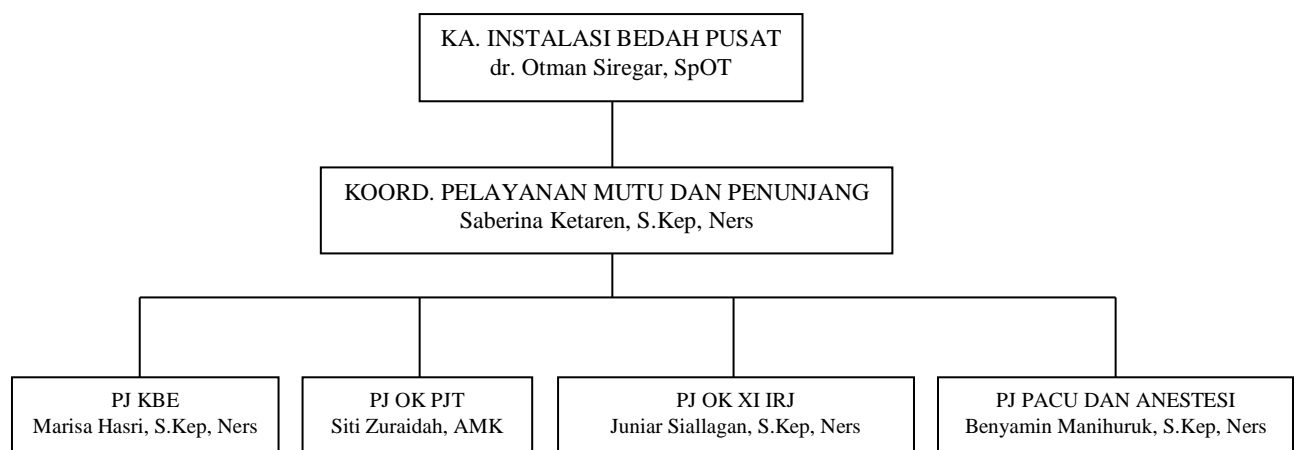 KA. INSTALASI BEDAH PUSAT
dr. Otman Siregar, SpOT
KOORD. PELAYANAN MUTU DAN PENUNJANG
Saberina Ketaren, S.Kep, Ners
PJ KBE
Marisa Hasri, S.Kep, Ners
PJ OK PJT
Siti Zuraidah, AMK
PJ OK XI IRJ
Juniar Siallagan, S.Kep, Ners
PJ PACU DAN ANESTESI
Benyamin Manihuruk, S.Kep, Ners